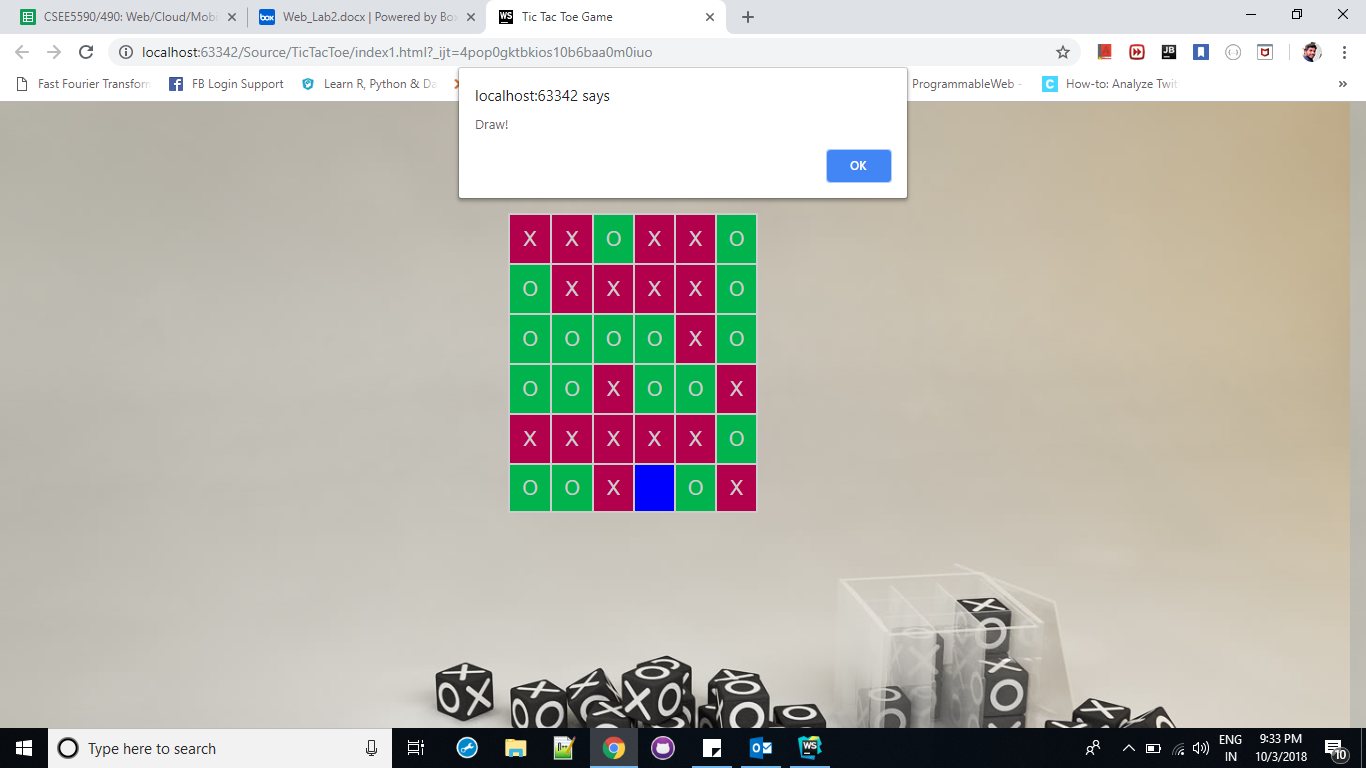 CSEE5590/490: Web/Cloud/Mobi
Web_Lab2.docx | Powered by Box
Tic Tac Toe Game
localhost:63342/Source/TicTacToe/index1.html?_ijt=4pop0gktbkios10b6baa0m0iuo
Fast Fourier Transform
FB Login Support
Learn R, Python & Da
ProgrammableWeb -
How-to: Analyze Twit
localhost:63342 says
Draw!
OK
X X O X X O
O X X X X O
O O O O X O
O O X O O X
X X X X X O
O O X O X
Type here to search
ENG
IN
9:33 PM
10/3/2018
10